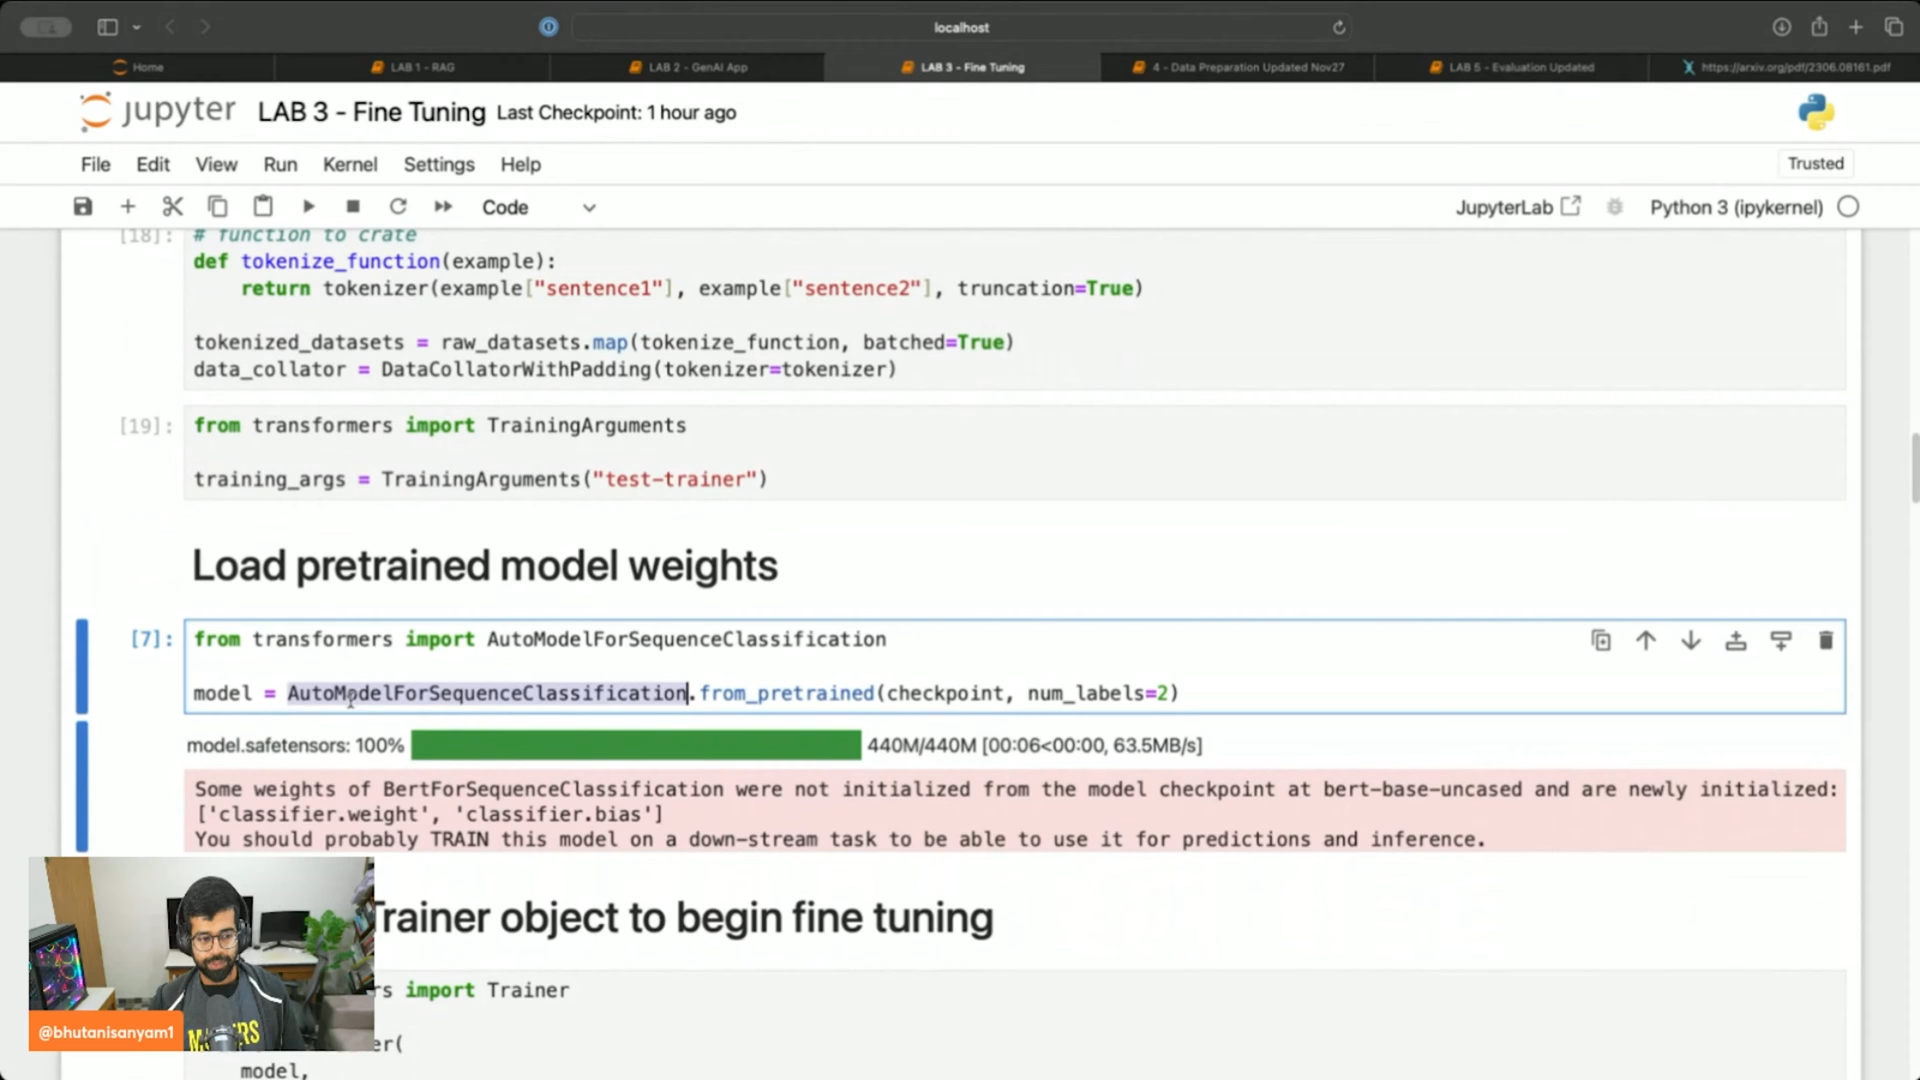 localhost
Home
LAB 1 - RAG
LAB 2 - GenAI App
LAB 3 - Fine Tuning
4 - Data Preparation Updated Nov27
LAB 5 - Evaluation Updated
https://arxiv.org/pdf/2306.08161.pdf
jupyter LAB 3 - Fine Tuning Last Checkpoint: 1 hour ago
File Edit View Run Kernel Settings Help Trusted
Code JupyterLab Python 3 (ipykernel)
[18]: # function to crate
def tokenize_function(example):
return tokenizer(example["sentence1"], example["sentence2"], truncation=True)
tokenized_datasets = raw_datasets.map(tokenize_function, batched=True)
data_collator = DataCollatorWithPadding(tokenizer=tokenizer)
[19]: from transformers import TrainingArguments
training_args = TrainingArguments("test-trainer")
Load pretrained model weights
[7]: from transformers import AutoModelForSequenceClassification
model = AutoModelForSequenceClassification.from_pretrained(checkpoint, num_labels=2)
model.safetensors: 100% 440M/440M [00:06<00:00, 63.5MB/s]
Some weights of BertForSequenceClassification were not initialized from the model checkpoint at bert-base-uncased and are newly initialized:
['classifier.weight', 'classifier.bias']
You should probably TRAIN this model on a down-stream task to be able to use it for predictions and inference.
Trainer object to begin fine tuning
rs import Trainer
er(
model,
@bhutanisanyam1